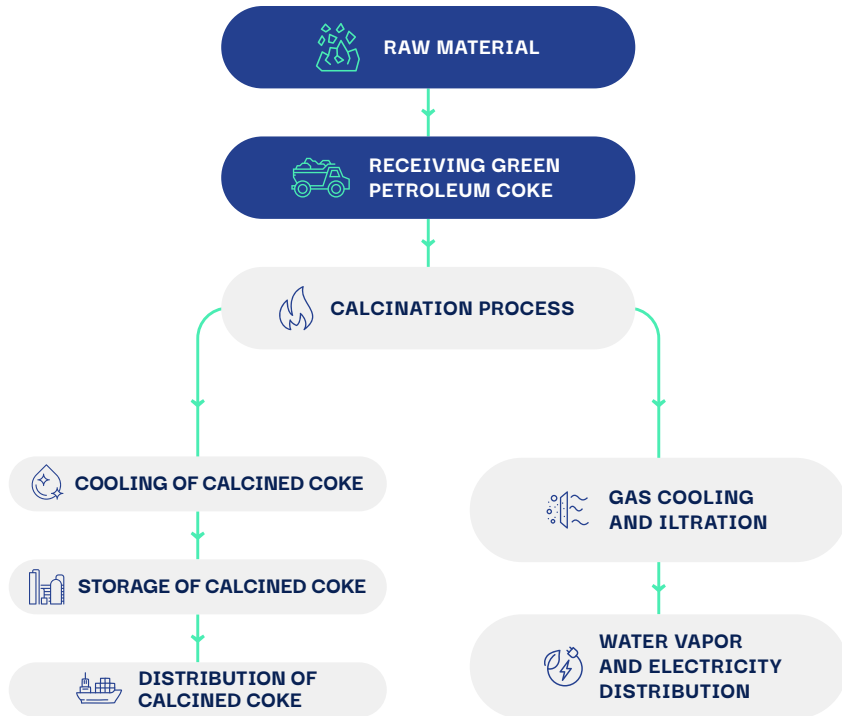 RAW MATERIAL
RECEIVING GREEN
PETROLEUM COKE
CALCINATION PROCESS
COOLING OF CALCINED COKE
STORAGE OF CALCINED COKE
DISTRIBUTION OF
CALCINED COKE
GAS COOLING
AND ILTRATION
WATER VAPOR
AND ELECTRICITY
DISTRIBUTION